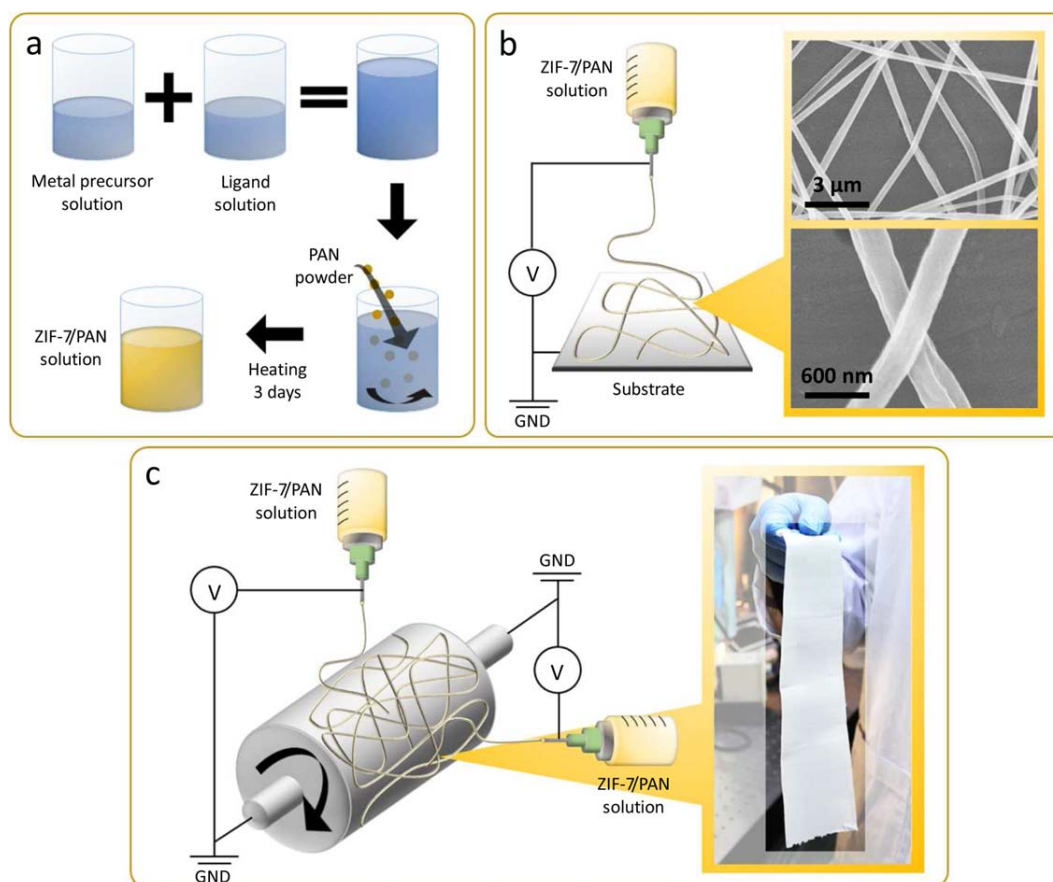 a
Metal precursor
solution
Ligand
solution
PAN
powder
ZIF-7/PAN
solution
Heating
3 days
b
ZIF-7/PAN
solution
V
Substrate
GND
3 μm
600 nm
c
ZIF-7/PAN
solution
V
GND
GND
V
ZIF-7/PAN
solution